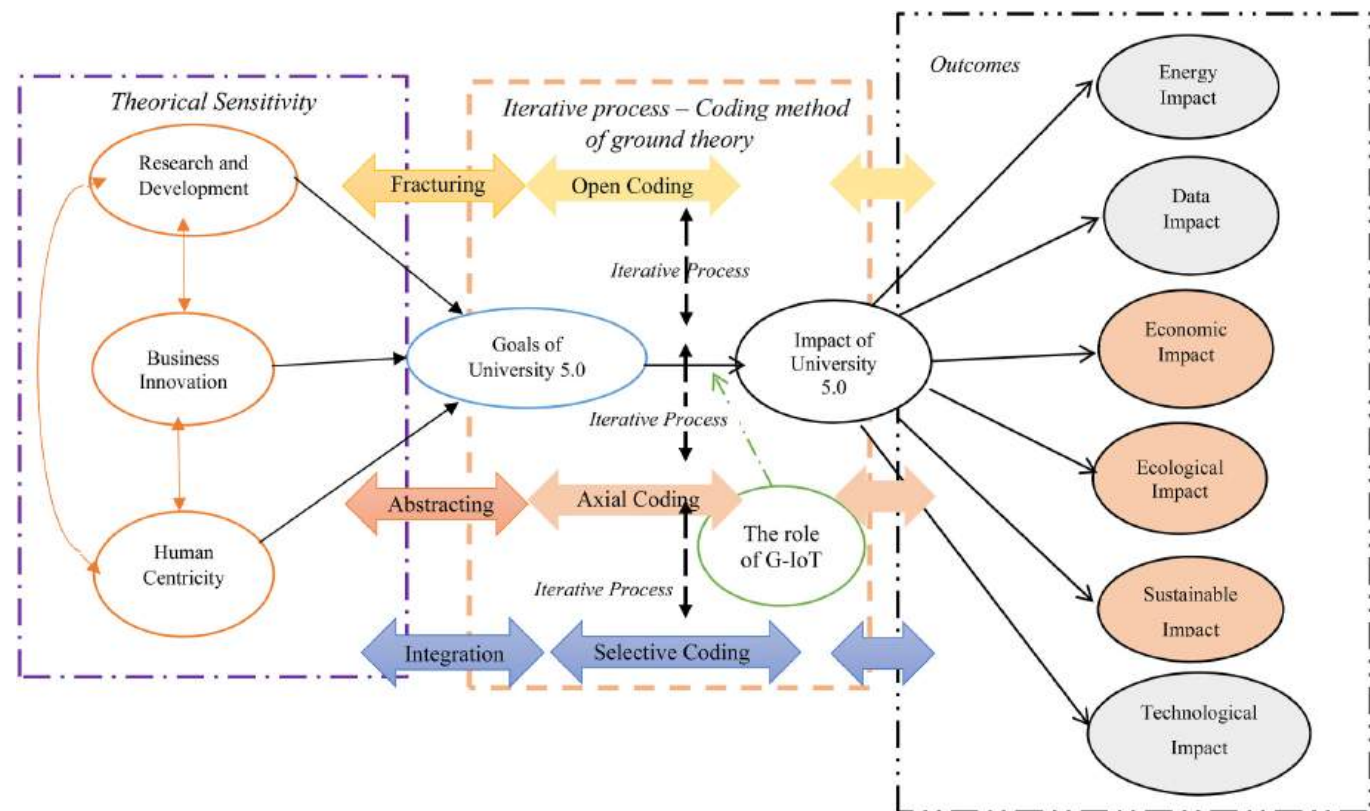 Theorical Sensitivity
Research and
Development
Business
Innovation
Human
Centricity
Iterative process – Coding method
of ground theory
Fracturing
Open Coding
Iterative Process
Goals of
University 5.0
Impact of
University
5.0
Iterative Process
Abstracting
Axial Coding
The role
of G-IoT
Iterative Process
Integration
Selective Coding
Outcomes
Energy
Impact
Data
Impact
Economic
Impact
Ecological
Impact
Sustainable
Impact
Technological
Impact